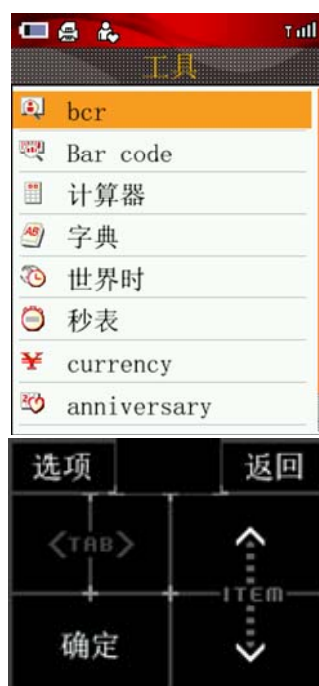 工具
bcr
Bar code
计算器
字典
世界时
秒表
currency
anniversary
选项 返回
<TAB>
ITEM
确定